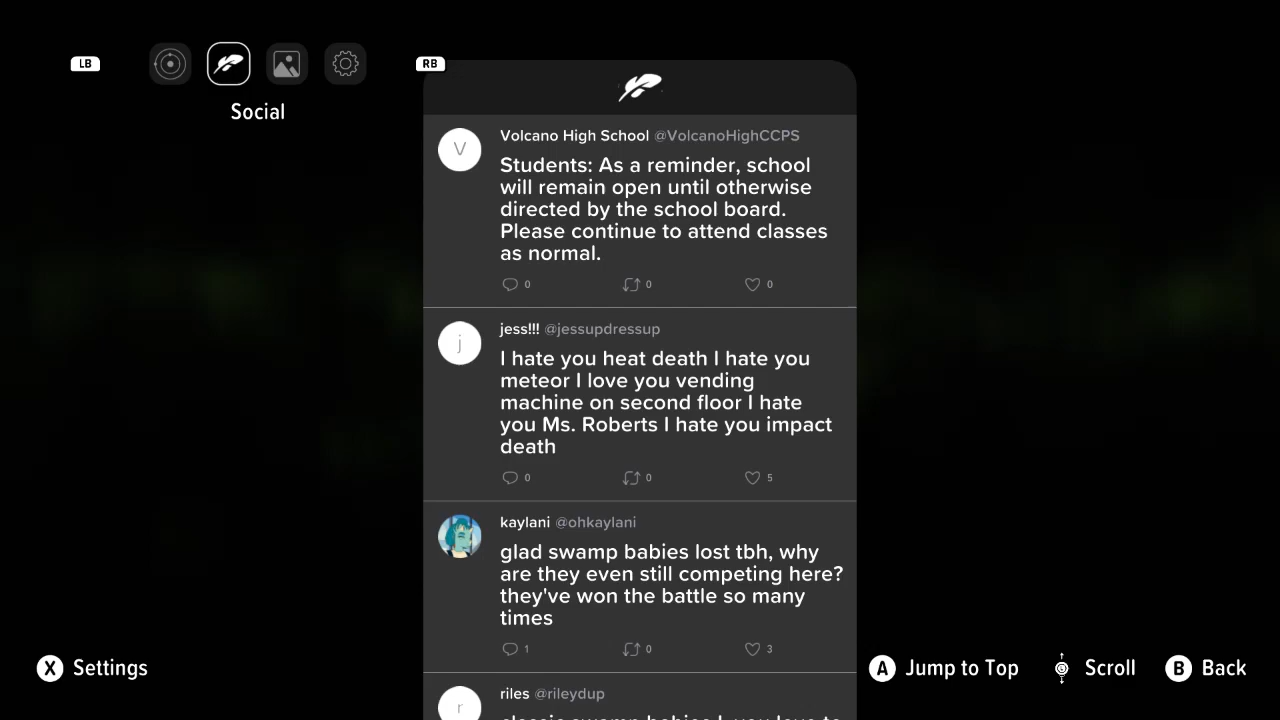 LB
RB
Social
Volcano High School @VolcanoHighCCPS
V
Students: As a reminder, school
will remain open until otherwise
directed by the school board.
Please continue to attend classes
as normal.
0 0 0
jess!!! @jessupdressup
j
I hate you heat death I hate you
meteor I love you vending
machine on second floor I hate
you Ms. Roberts I hate you impact
death
0 0 5
kaylani @ohkaylani
glad swamp babies lost tbh, why
are they even still competing here?
they've won the battle so many
times
1 0 3
riles @rileydup
r
X Settings
A Jump to Top
Scroll
B Back